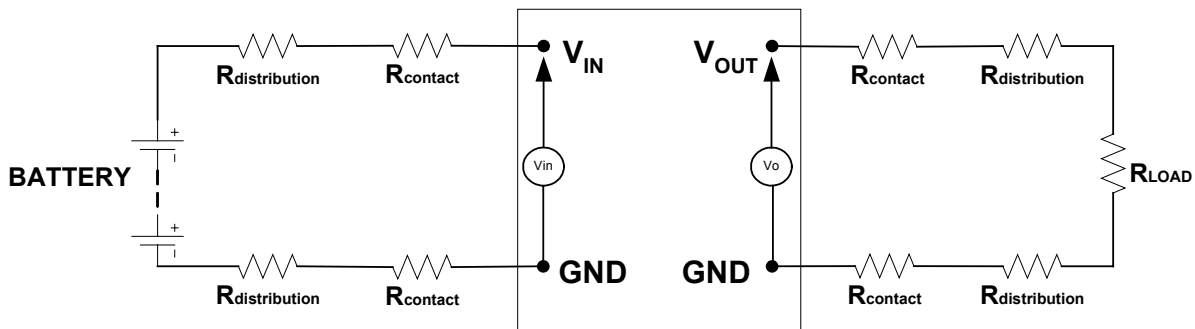 Rdistribution
Rcontact
VIN
VOUT
Rcontact
Rdistribution
+
-
BATTERY
Vin
Vo
RLOAD
+
-
Rdistribution
Rcontact
GND
GND
Rcontact
Rdistribution